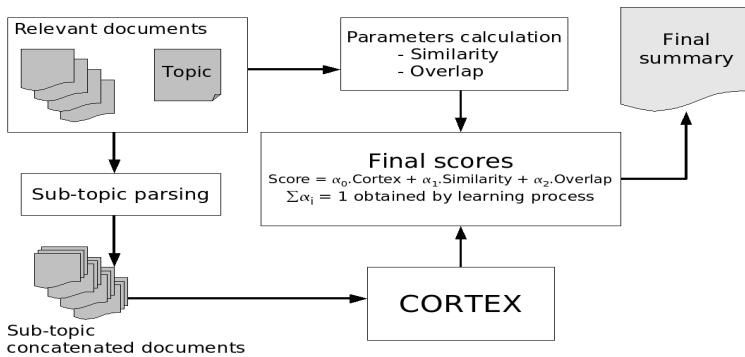 Relevant documents
Topic
Parameters calculation
- Similarity
- Overlap
Final
summary
Final scores
Score = α0.Cortex + α1.Similarity + α2.Overlap
∑αi = 1 obtained by learning process
Sub-topic parsing
CORTEX
Sub-topic
concatenated documents